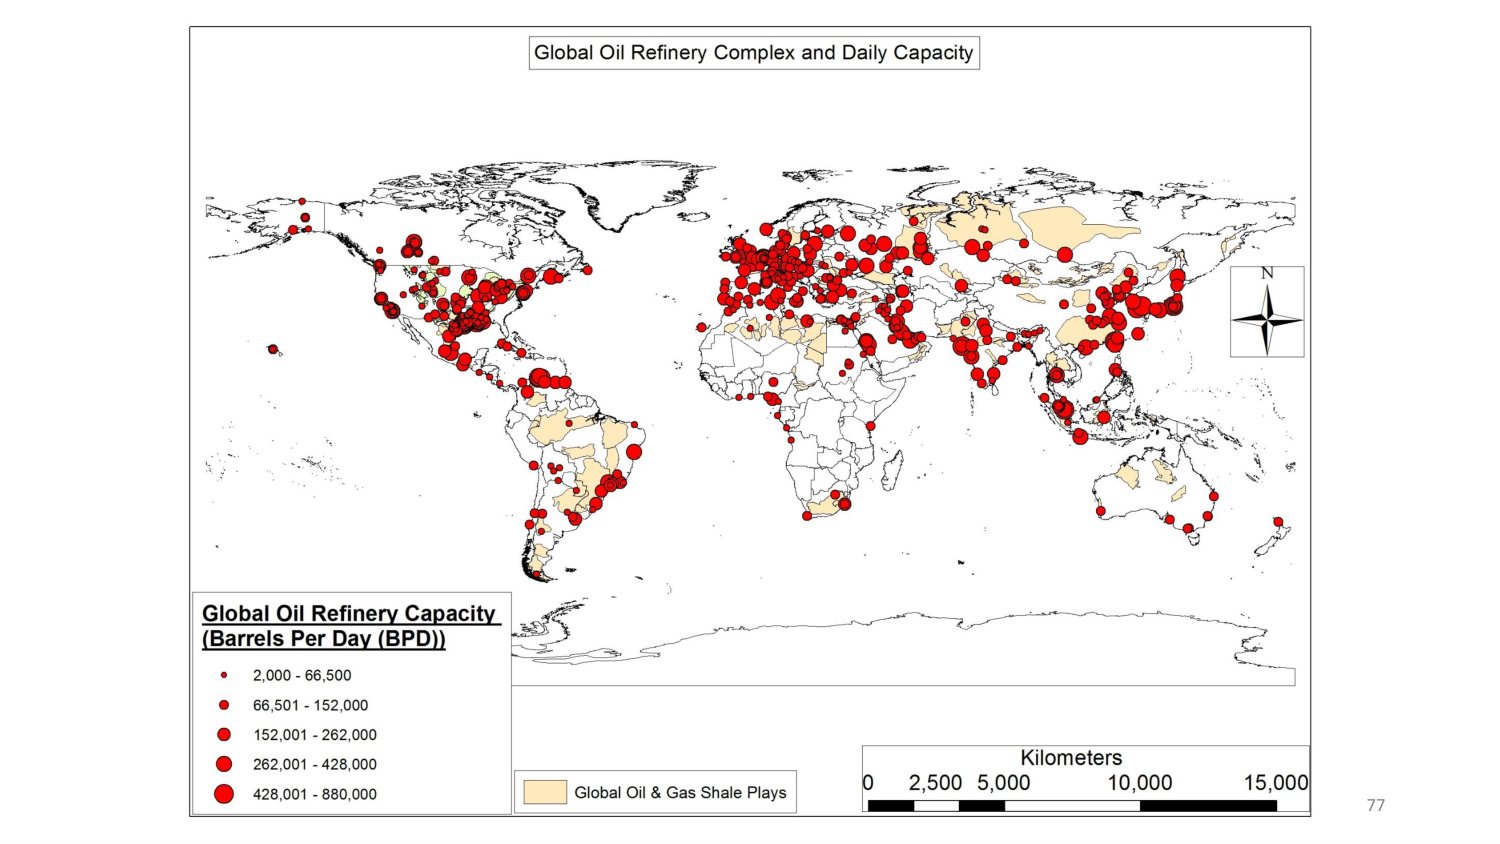 Global Oil Refinery Complex and Daily Capacity
N
Global Oil Refinery Capacity
(Barrels Per Day (BPD))
2,000 - 66,500
66,501 - 152,000
152,001 - 262,000
262,001 - 428,000
428,001 - 880,000
Global Oil & Gas Shale Plays
Kilometers
0 2,500 5,000 10,000 15,000
77